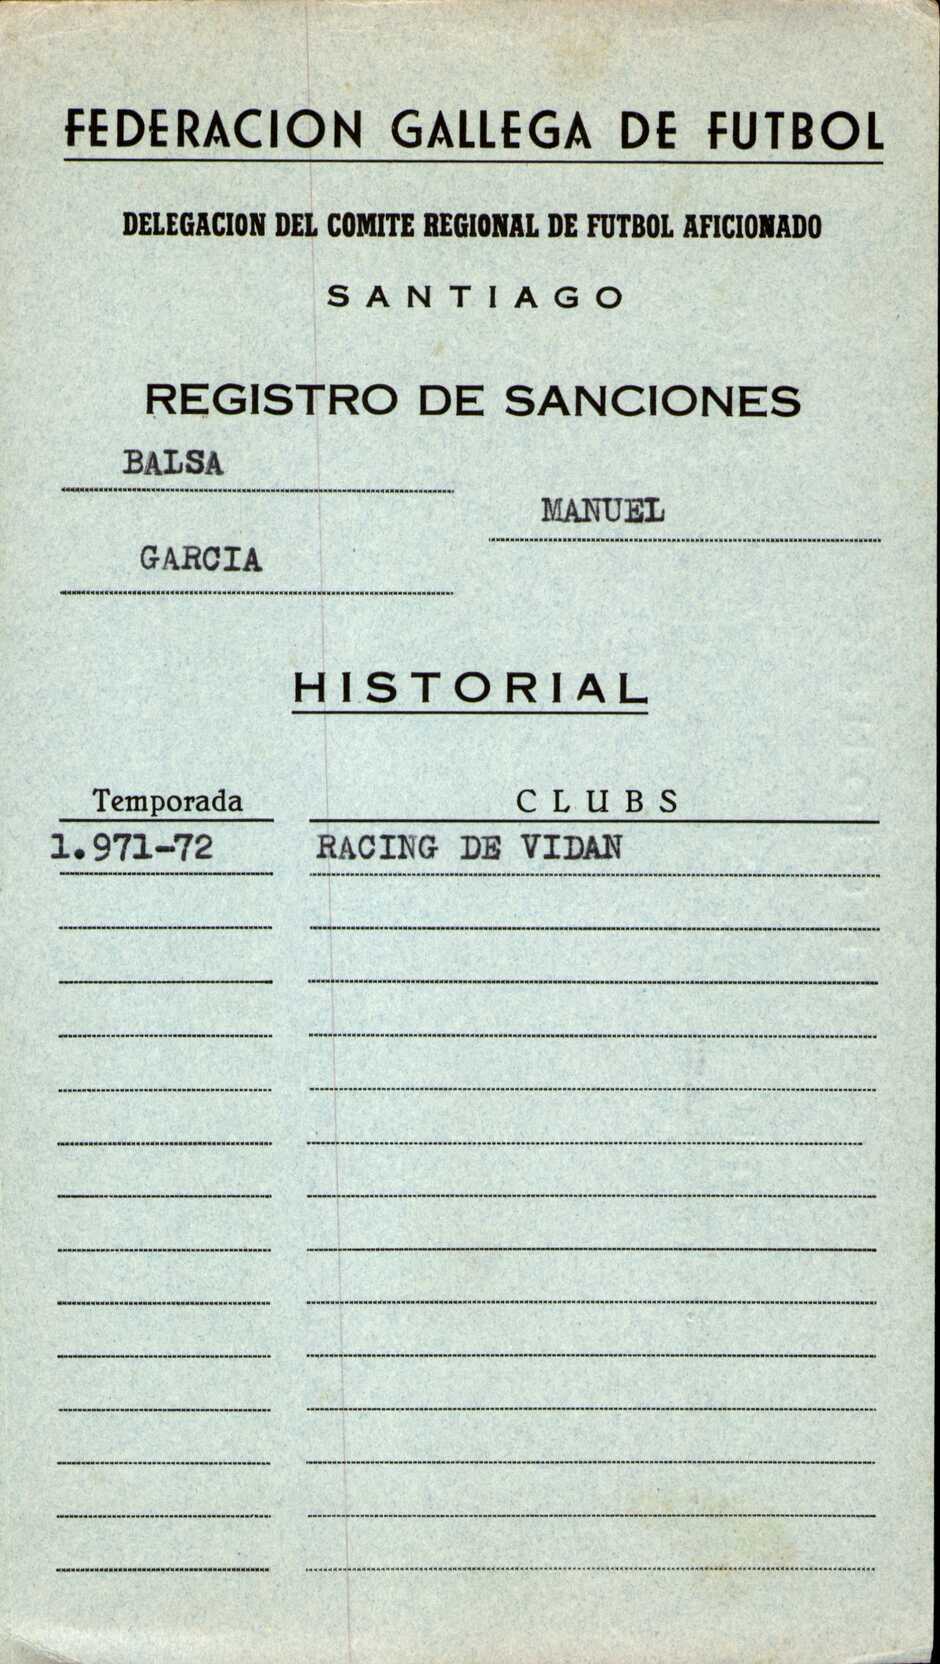 FEDERACION GALLEGA DE FUTBOL
DELEGACION DEL COMITE REGIONAL DE FUTBOL AFICIONADO
SANTIAGO
REGISTRO DE SANCIONES
BALSA
MANUEL
GARCIA
HISTORIAL
Temporada CLUBS
1.971-72 RACING DE VIDAN